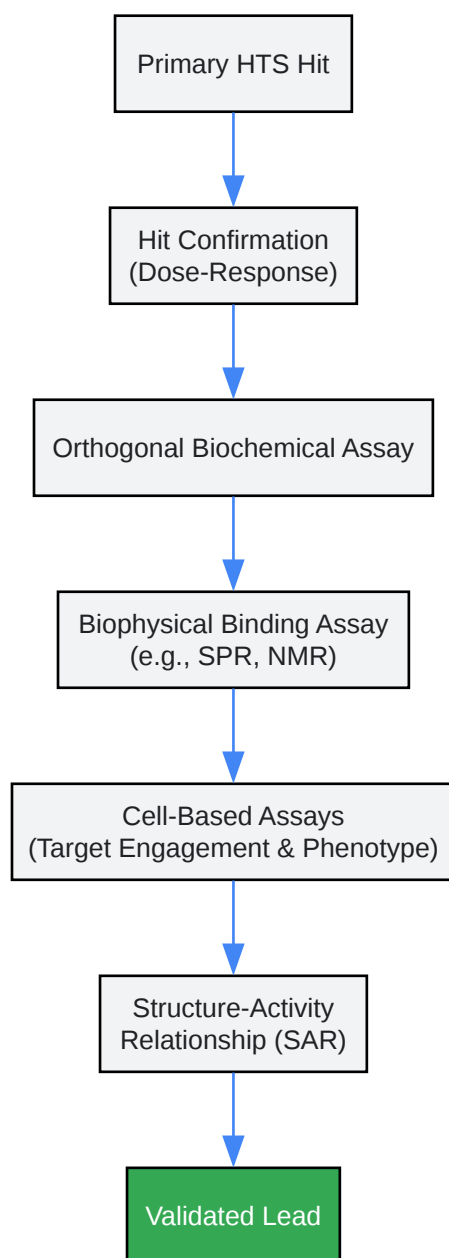 Primary HTS Hit
Hit Confirmation
(Dose-Response)
Orthogonal Biochemical Assay
Biophysical Binding Assay
(e.g., SPR, NMR)
Cell-Based Assays
(Target Engagement & Phenotype)
Structure-Activity
Relationship (SAR)
Validated Lead